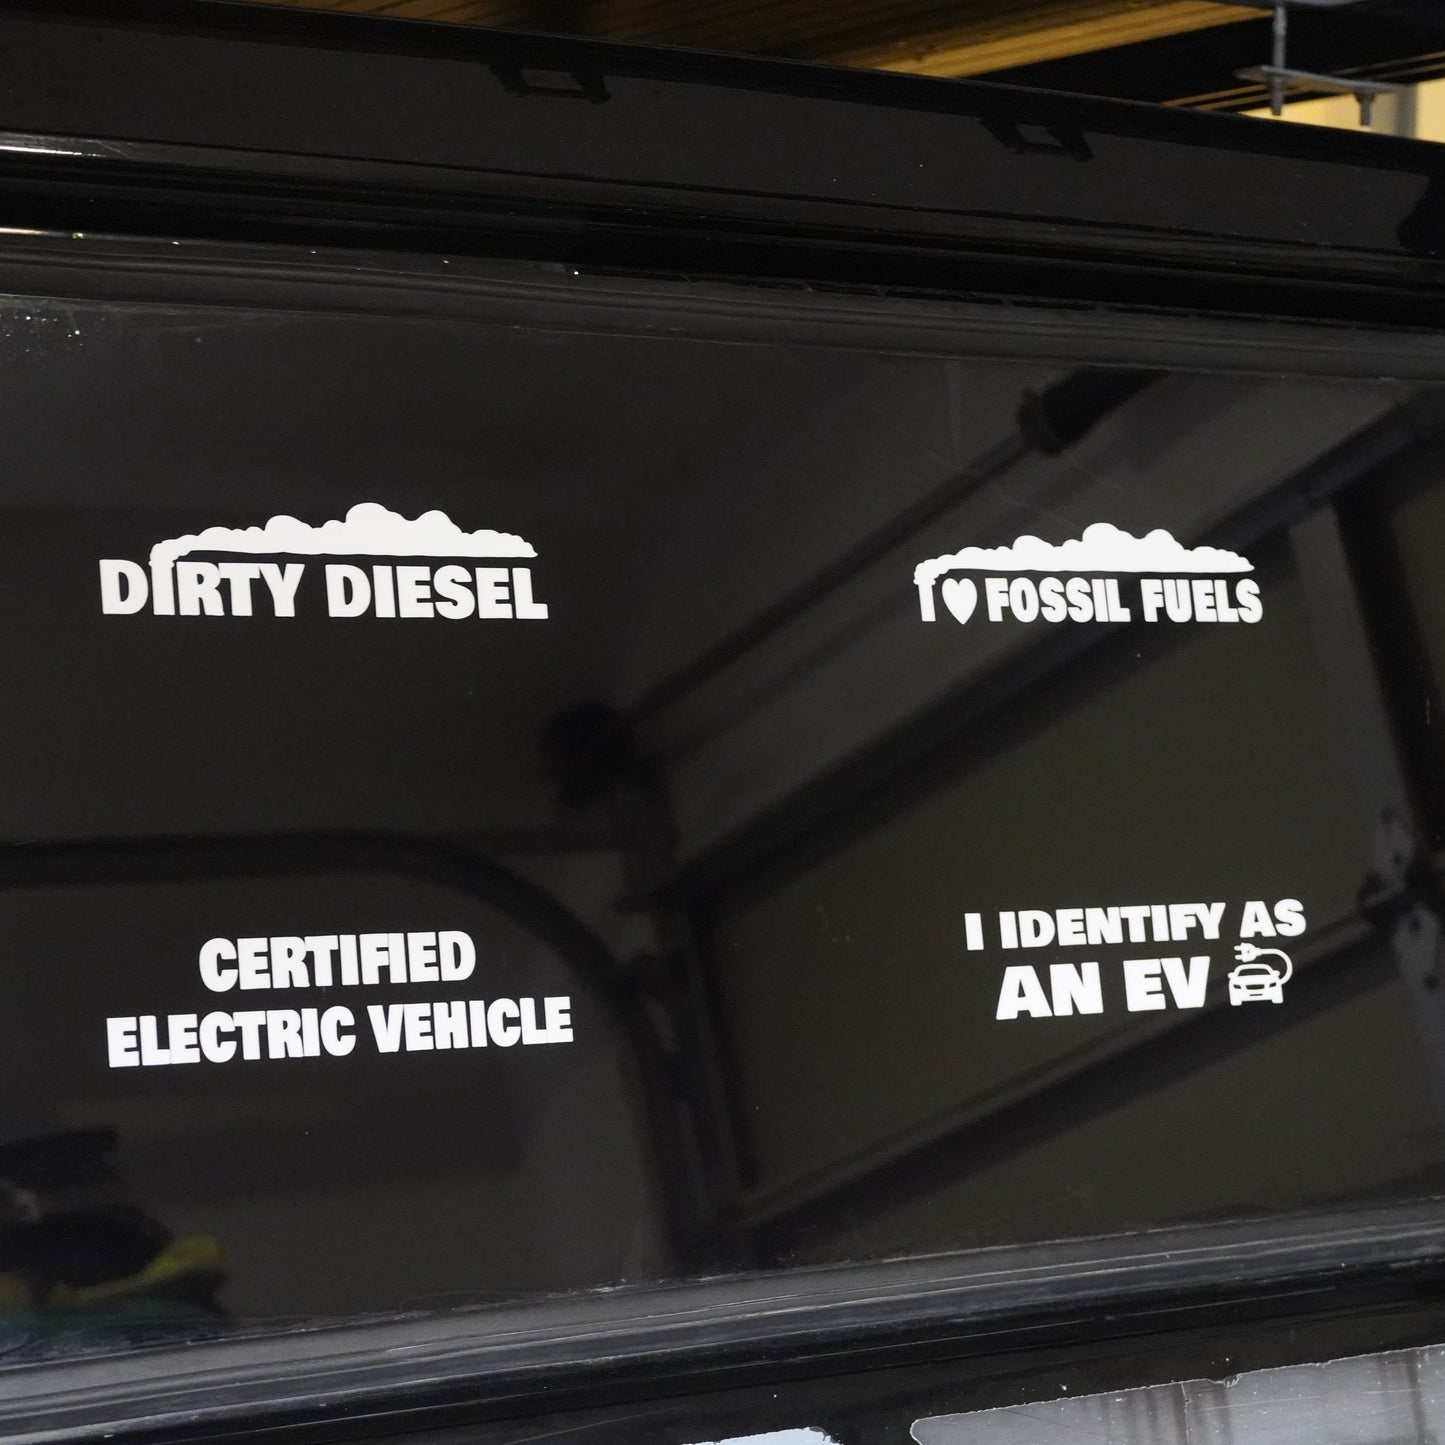 DIRTY DIESEL
I ♥ FOSSIL FUELS
CERTIFIED
ELECTRIC VEHICLE
I IDENTIFY AS
AN EV